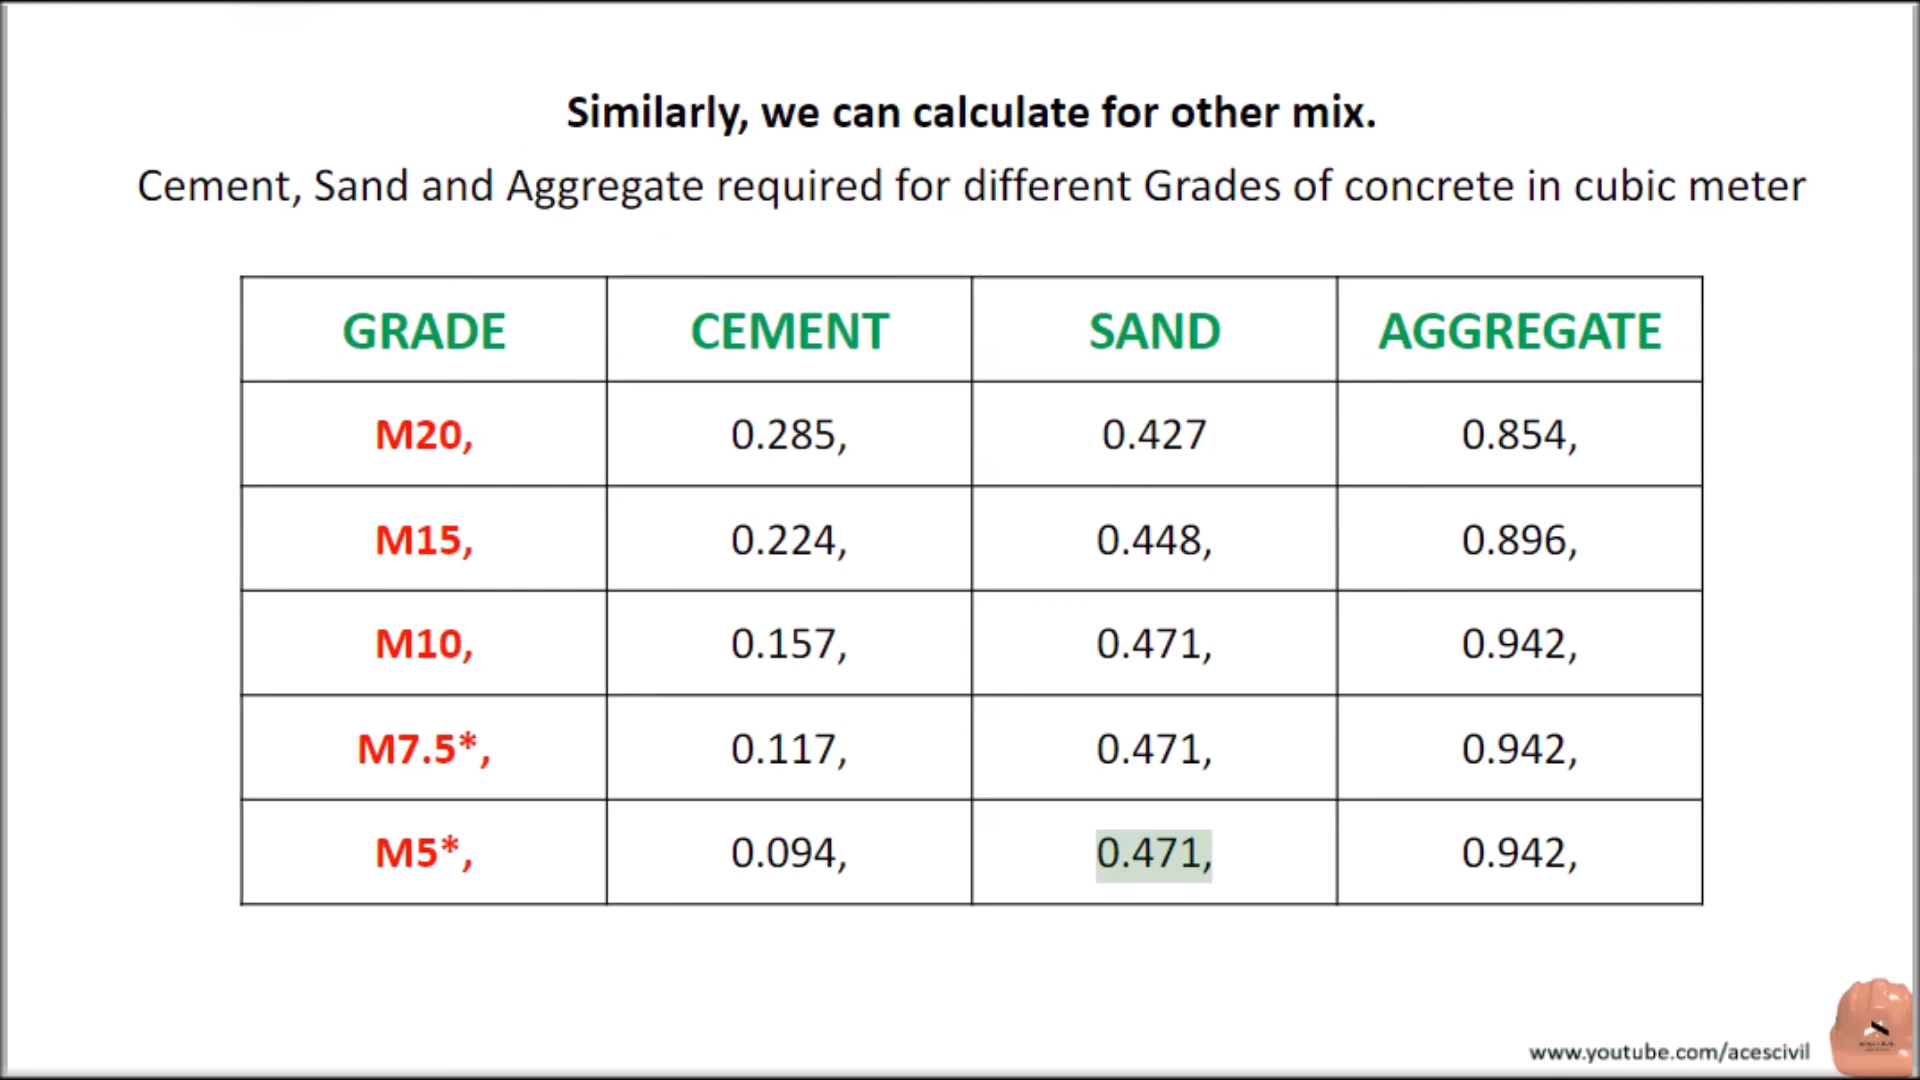 Similarly, we can calculate for other mix.
Cement, Sand and Aggregate required for different Grades of concrete in cubic meter
GRADE CEMENT SAND AGGREGATE
M20, 0.285, 0.427 0.854,
M15, 0.224, 0.448, 0.896,
M10, 0.157, 0.471, 0.942,
M7.5*, 0.117, 0.471, 0.942,
M5*, 0.094, 0.471, 0.942,
www.youtube.com/acescivil